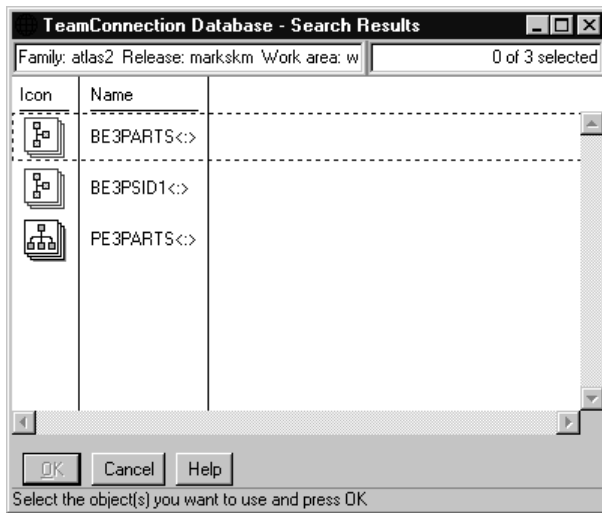 TeamConnection Database - Search Results
Family: atlas2 Release: markskm Work area: w 0 of 3 selected
Icon Name
BE3PARTS<:>
BE3PSID1<:>
PE3PARTS<:>
OK Cancel Help
Select the object(s) you want to use and press OK